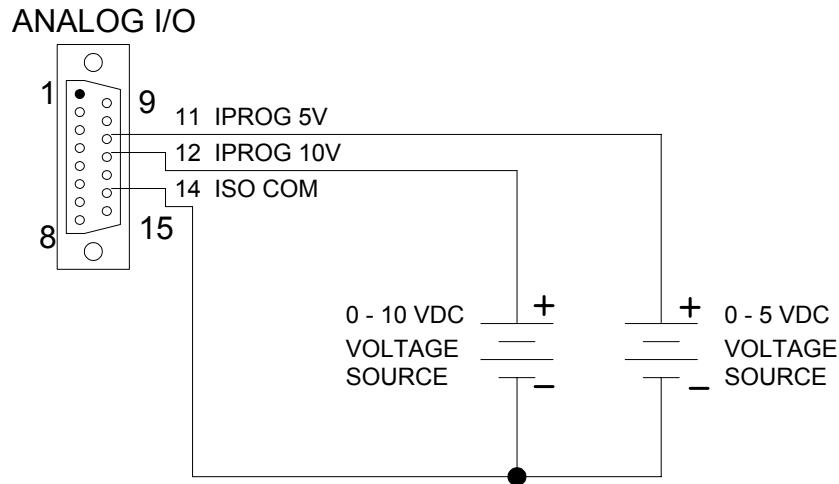 ANALOG I/O
1
9
11 IPROG 5V
12 IPROG 10V
14 ISO COM
8
15
0 - 10 VDC
VOLTAGE
SOURCE
+
–
+
–
0 - 5 VDC
VOLTAGE
SOURCE